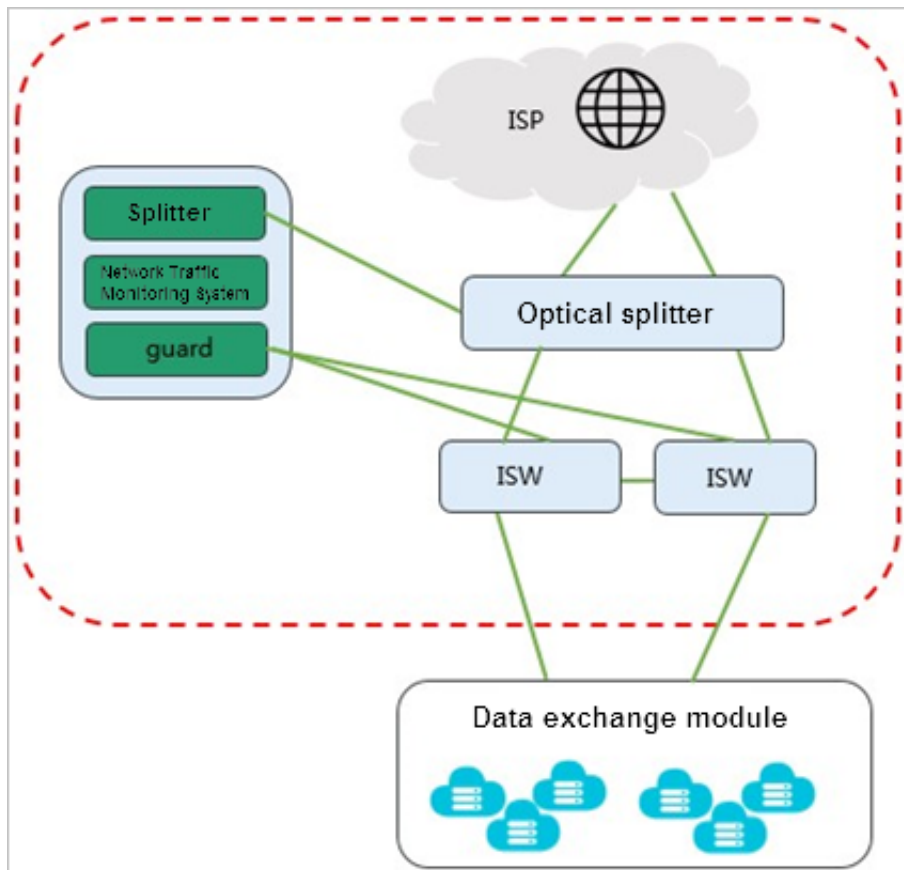 ISP
Splitter
Network Traffic
Monitoring System
guard
Optical splitter
ISW
ISW
Data exchange module